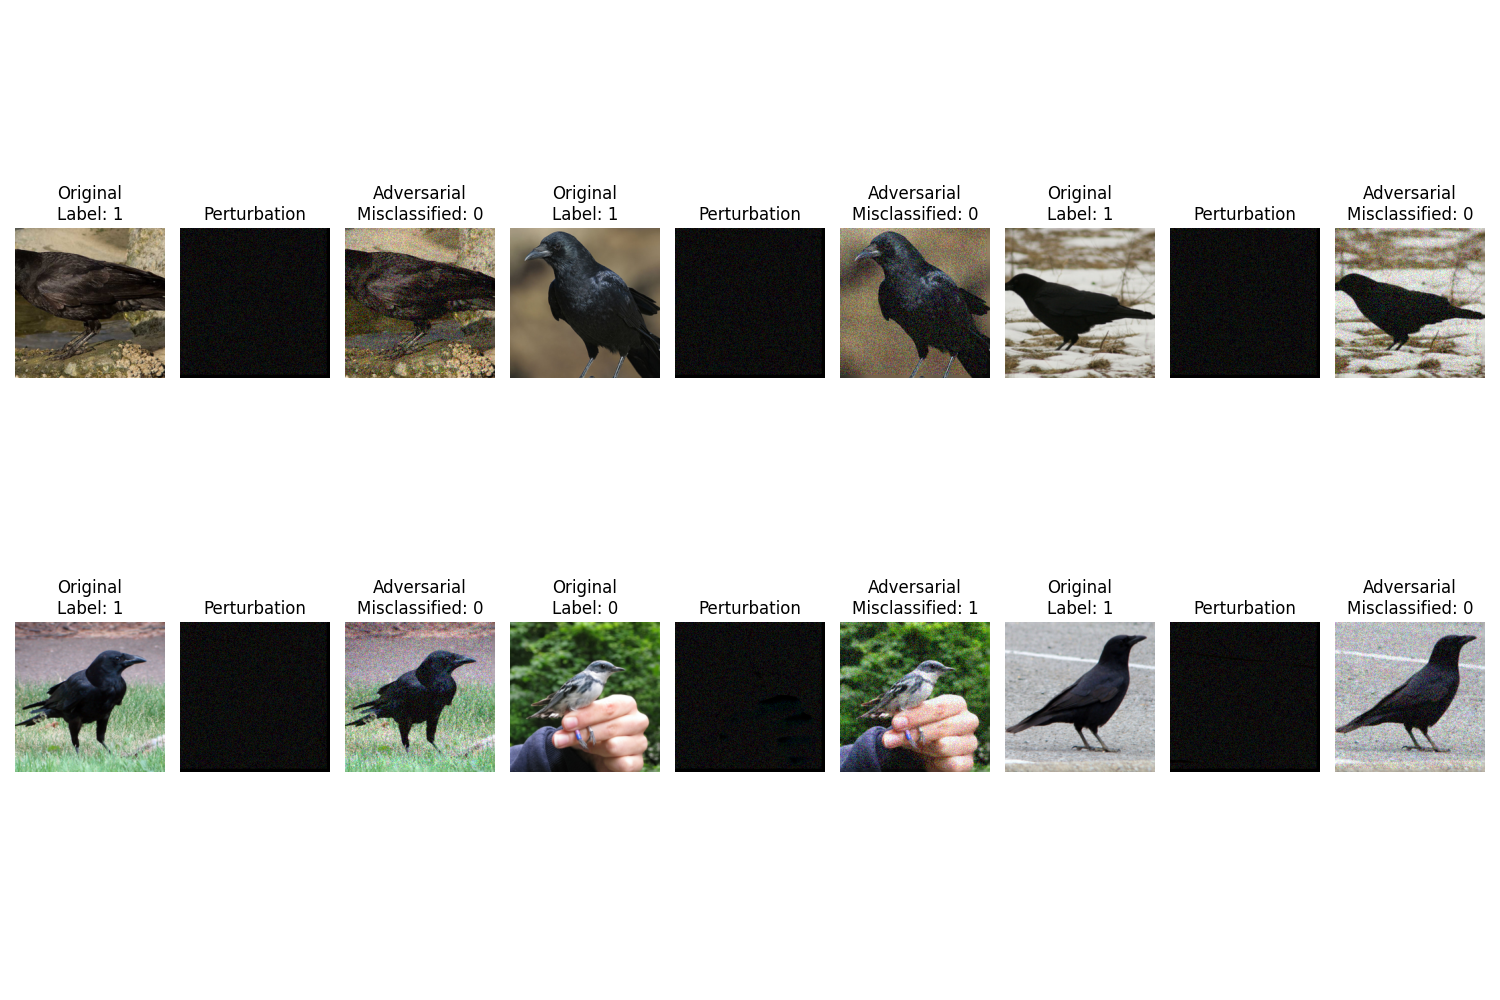 Original
Label: 1
Perturbation
Adversarial
Misclassified: 0
Original
Label: 1
Perturbation
Adversarial
Misclassified: 0
Original
Label: 1
Perturbation
Adversarial
Misclassified: 0
Original
Label: 1
Perturbation
Adversarial
Misclassified: 0
Original
Label: 0
Perturbation
Adversarial
Misclassified: 1
Original
Label: 1
Perturbation
Adversarial
Misclassified: 0